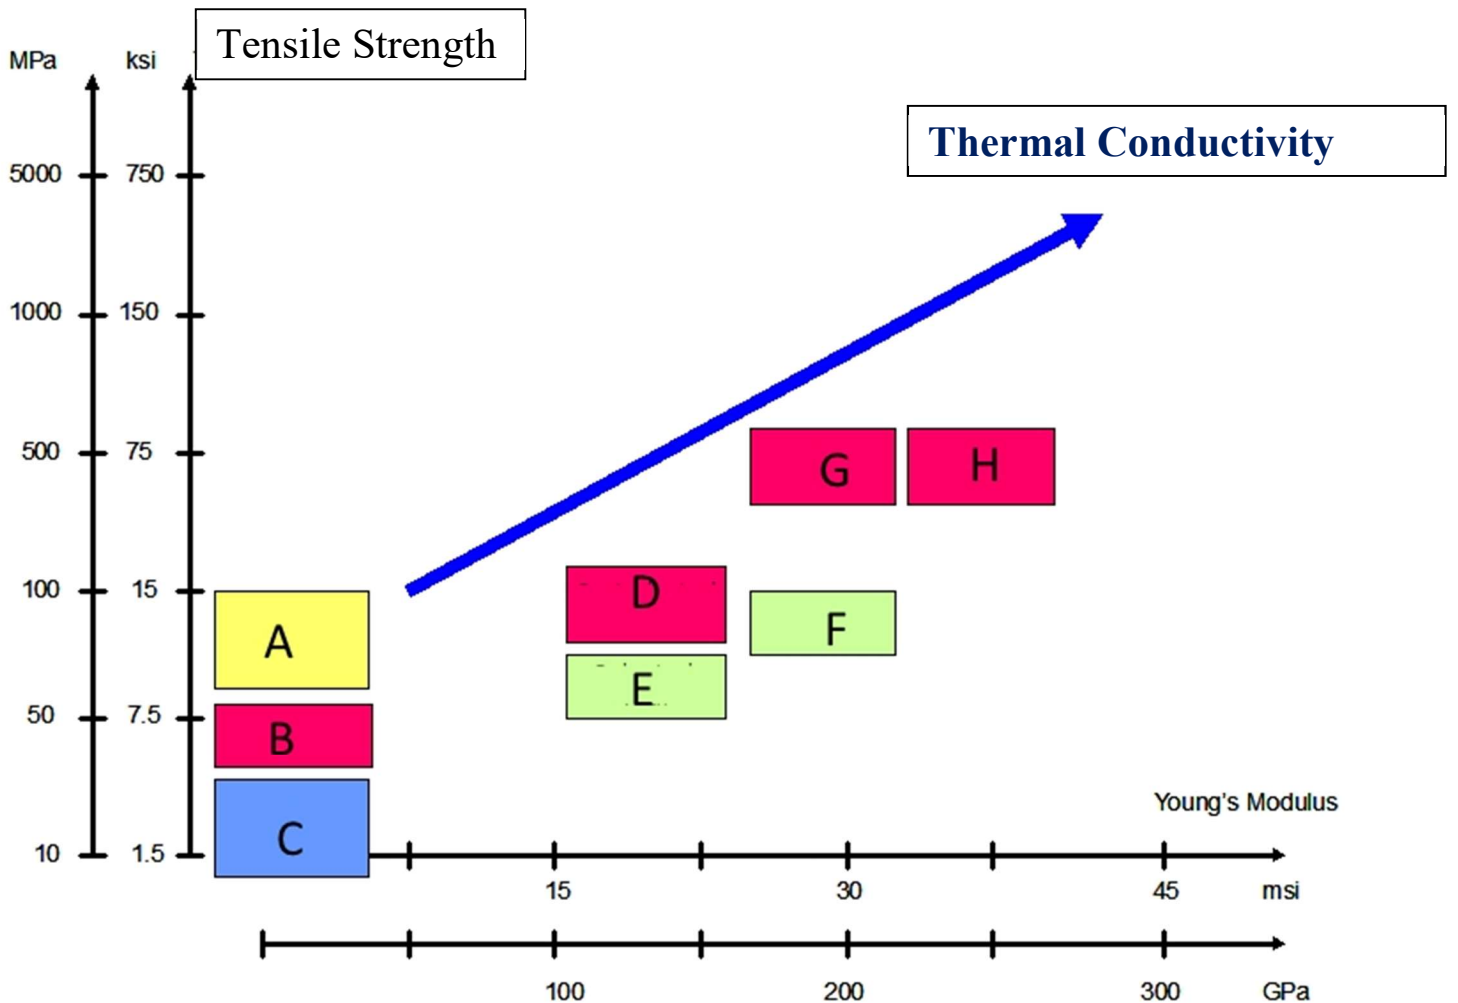 Tensile Strength
MPa ksi
Thermal Conductivity
5000 750
1000 150
500 75
G H
100 15
D
A F
E
50 7.5
B
Young's Modulus
C
10 1.5
15 30 45 msi
100 200 300 GPa